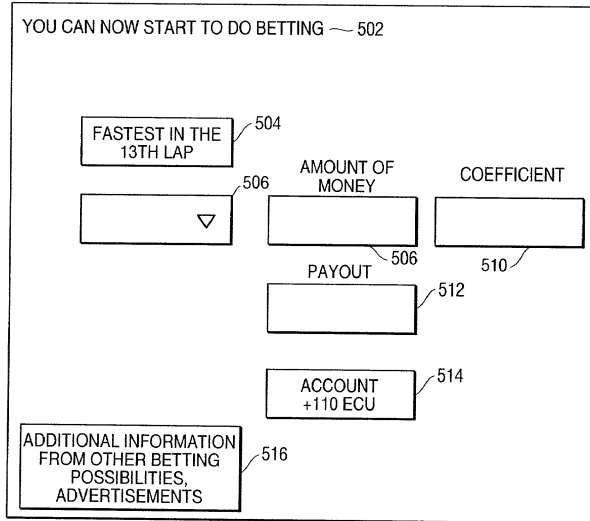 YOU CAN NOW START TO DO BETTING 502
FASTEST IN THE
13TH LAP
504
506
AMOUNT OF
MONEY
506
COEFFICIENT
510
PAYOUT
512
ACCOUNT
+110 ECU
514
ADDITIONAL INFORMATION
FROM OTHER BETTING
POSSIBILITIES,
ADVERTISEMENTS
516